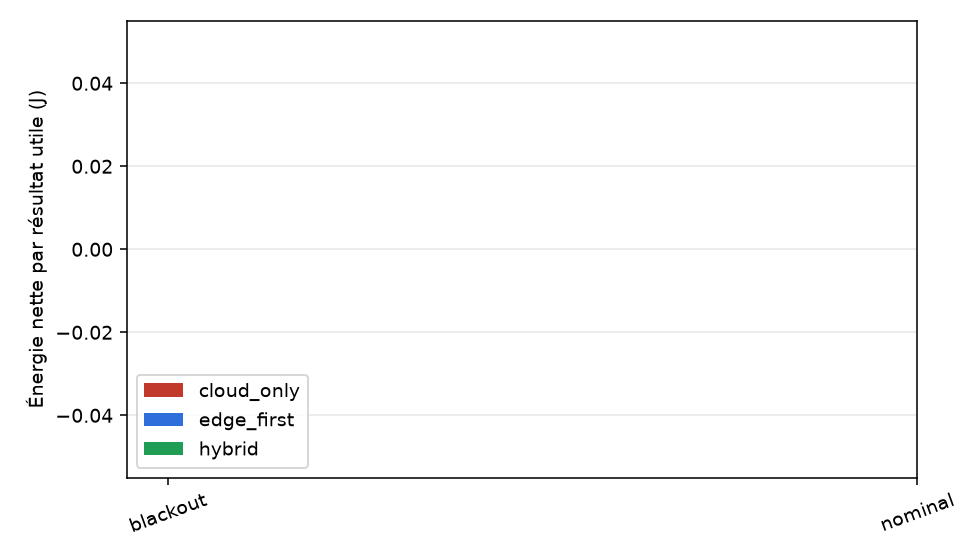 Énergie nette par résultat utile (J)
0.04
0.02
0.00
−0.02
−0.04
cloud_only
edge_first
hybrid
blackout
nominal